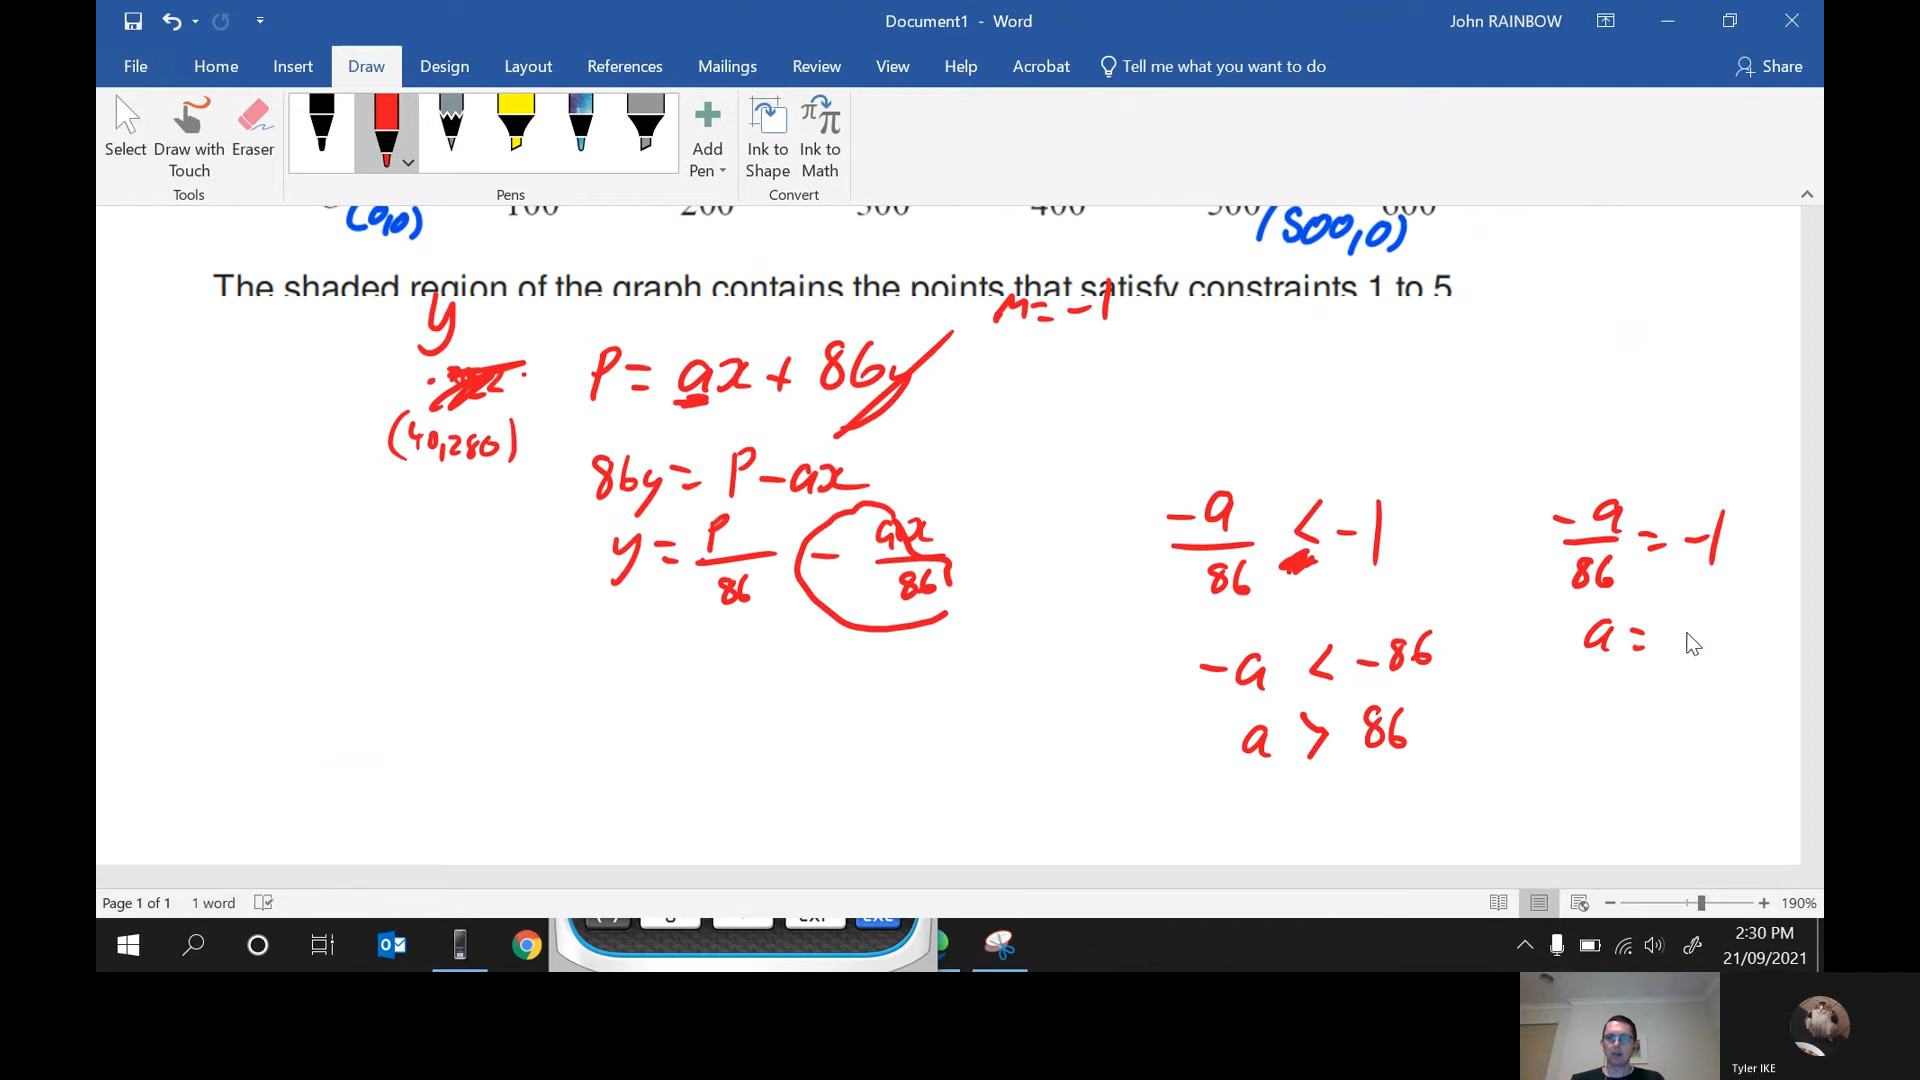 Document1 - Word
John RAINBOW
File Home Insert Draw Design Layout References Mailings Review View Help Acrobat Tell me what you want to do Share
Select
Draw with Touch
Eraser
Add Pen
Ink to Shape
Ink to Math
Tools
Pens
Convert
100 200 300 400 500 600
(0,0)
(500,0)
The shaded region of the graph contains the points that satisfy constraints 1 to 5
y
m = -1
P = ax + 86y
(40,280)
86y = P - ax
y = P/86 - ax/86
-a/86 < -1
-a < -86
a > 86
-a/86 = -1
a =
Page 1 of 1 1 word
190%
EXE
2:30 PM
21/09/2021
Tyler IKE